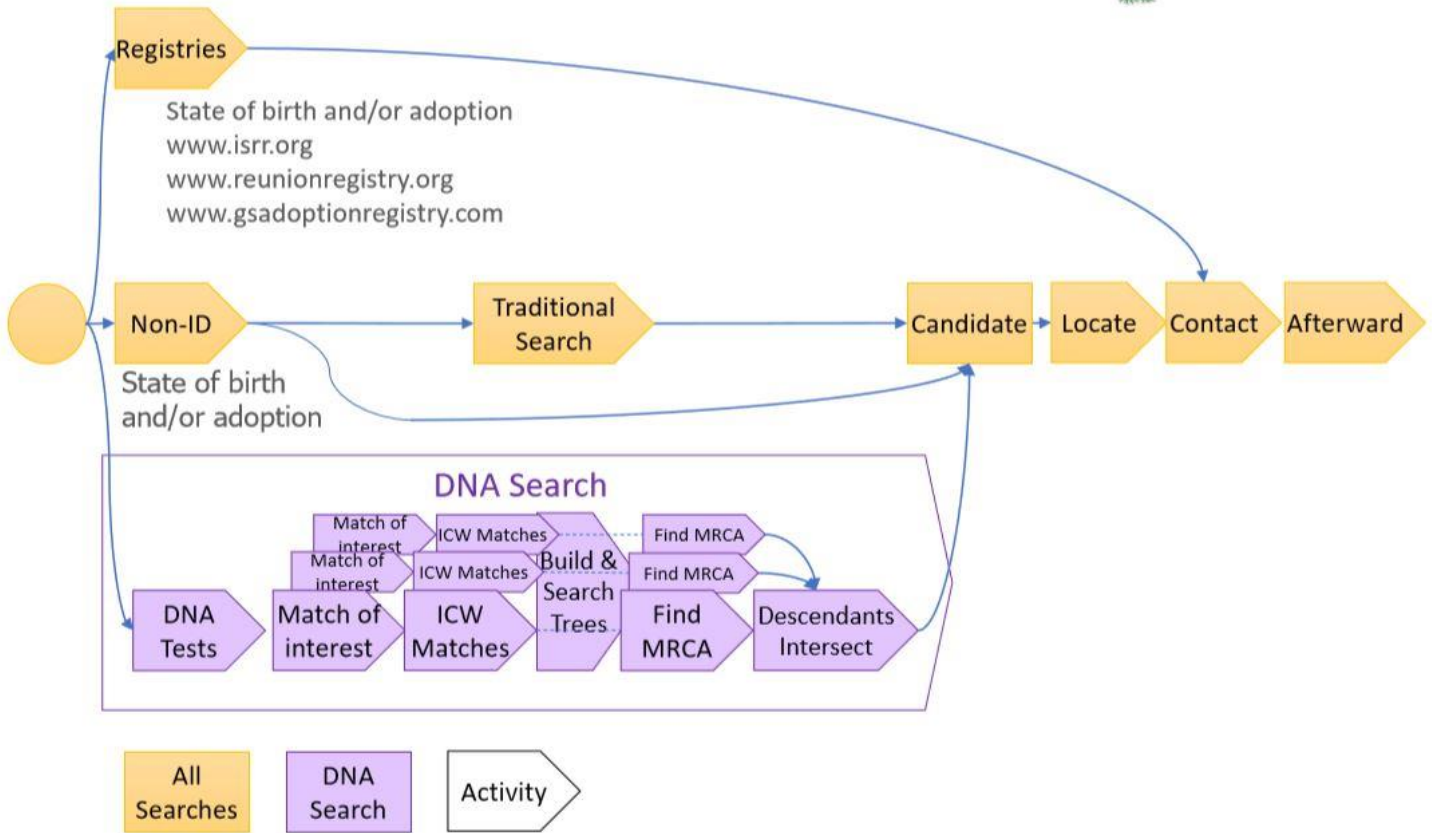 Registries
State of birth and/or adoption
www.isrr.org
www.reunionregistry.org
www.gsadoptionregistry.com
Non-ID
State of birth
and/or adoption
Traditional
Search
Candidate
Locate
Contact
Afterward
DNA Search
Match of
interest
ICW Matches
Find MRCA
Match of
interest
ICW Matches
Find MRCA
Build &
Search
Trees
DNA
Tests
Match of
interest
ICW
Matches
Find
MRCA
Descendants
Intersect
All
Searches
DNA
Search
Activity